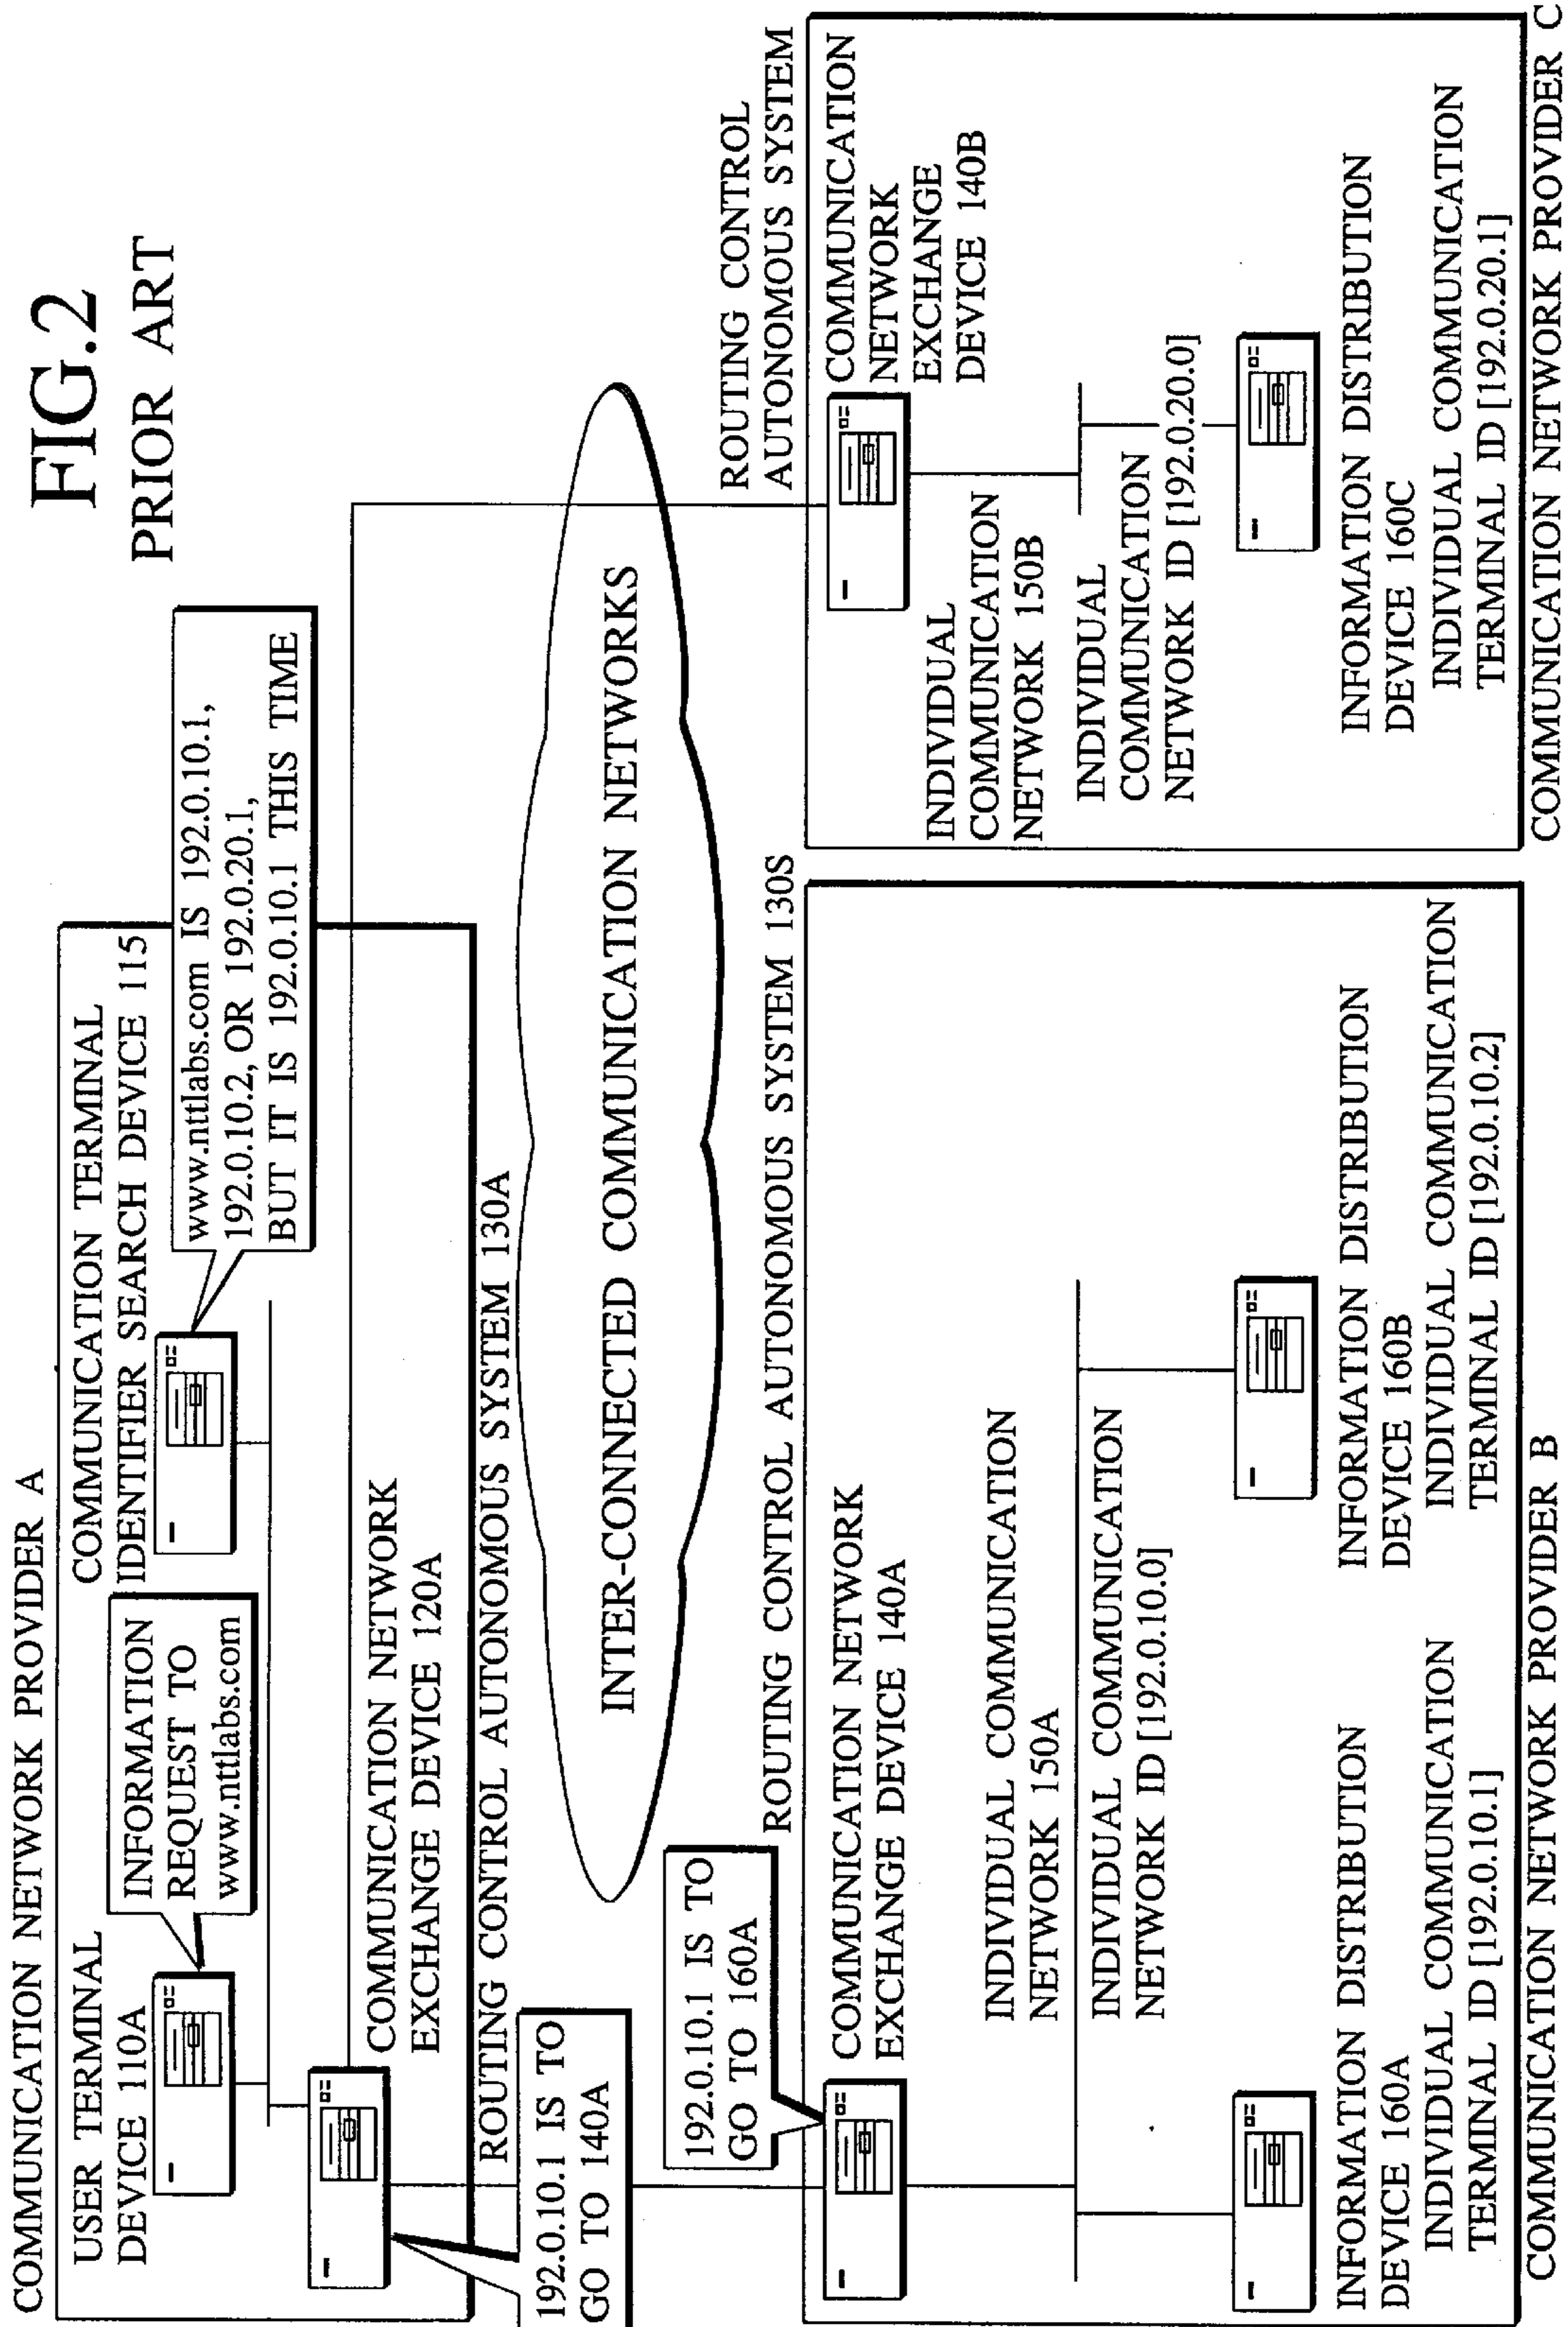 FIG.2
PRIOR ART
COMMUNICATION NETWORK PROVIDER A
USER TERMINAL
DEVICE 110A
INFORMATION
REQUEST TO
www.nttlabs.com
COMMUNICATION TERMINAL
IDENTIFIER SEARCH DEVICE 115
www.nttlabs.com IS 192.0.10.1,
192.0.10.2, OR 192.0.20.1,
BUT IT IS 192.0.10.1 THIS TIME
COMMUNICATION NETWORK
EXCHANGE DEVICE 120A
ROUTING CONTROL AUTONOMOUS SYSTEM 130A
192.0.10.1 IS TO
GO TO 140A
INTER-CONNECTED COMMUNICATION NETWORKS
192.0.10.1 IS TO
GO TO 160A
ROUTING CONTROL AUTONOMOUS SYSTEM 130S
COMMUNICATION NETWORK
EXCHANGE DEVICE 140A
INDIVIDUAL COMMUNICATION
NETWORK 150A
INDIVIDUAL COMMUNICATION
NETWORK ID [192.0.10.0]
INFORMATION DISTRIBUTION
DEVICE 160A
INDIVIDUAL COMMUNICATION
TERMINAL ID [192.0.10.1]
INFORMATION DISTRIBUTION
DEVICE 160B
INDIVIDUAL COMMUNICATION
TERMINAL ID [192.0.10.2]
COMMUNICATION NETWORK PROVIDER B
ROUTING CONTROL
AUTONOMOUS SYSTEM
COMMUNICATION
NETWORK
EXCHANGE
DEVICE 140B
INDIVIDUAL
COMMUNICATION
NETWORK 150B
INDIVIDUAL
COMMUNICATION
NETWORK ID [192.0.20.0]
INFORMATION DISTRIBUTION
DEVICE 160C
INDIVIDUAL COMMUNICATION
TERMINAL ID [192.0.20.1]
COMMUNICATION NETWORK PROVIDER C